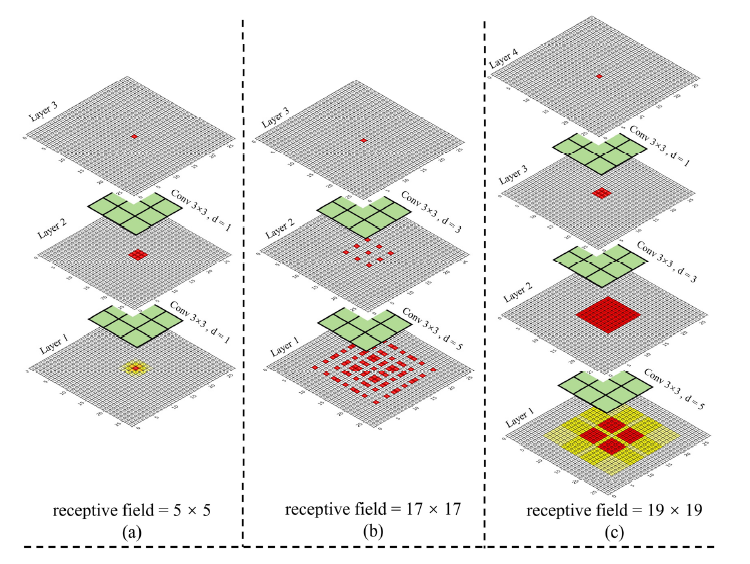 Layer 3
Conv 3×3 , d = 1
Layer 2
Conv 3×3 , d = 1
Layer 1
receptive field = 5 × 5
(a)
Layer 3
Conv 3×3 , d = 3
Layer 2
Conv 3×3 , d = 5
Layer 1
receptive field = 17 × 17
(b)
Layer 4
Conv 3×3 , d = 1
Layer 3
Conv 3×3 , d = 3
Layer 2
Conv 3×3 , d = 5
Layer 1
receptive field = 19 × 19
(c)